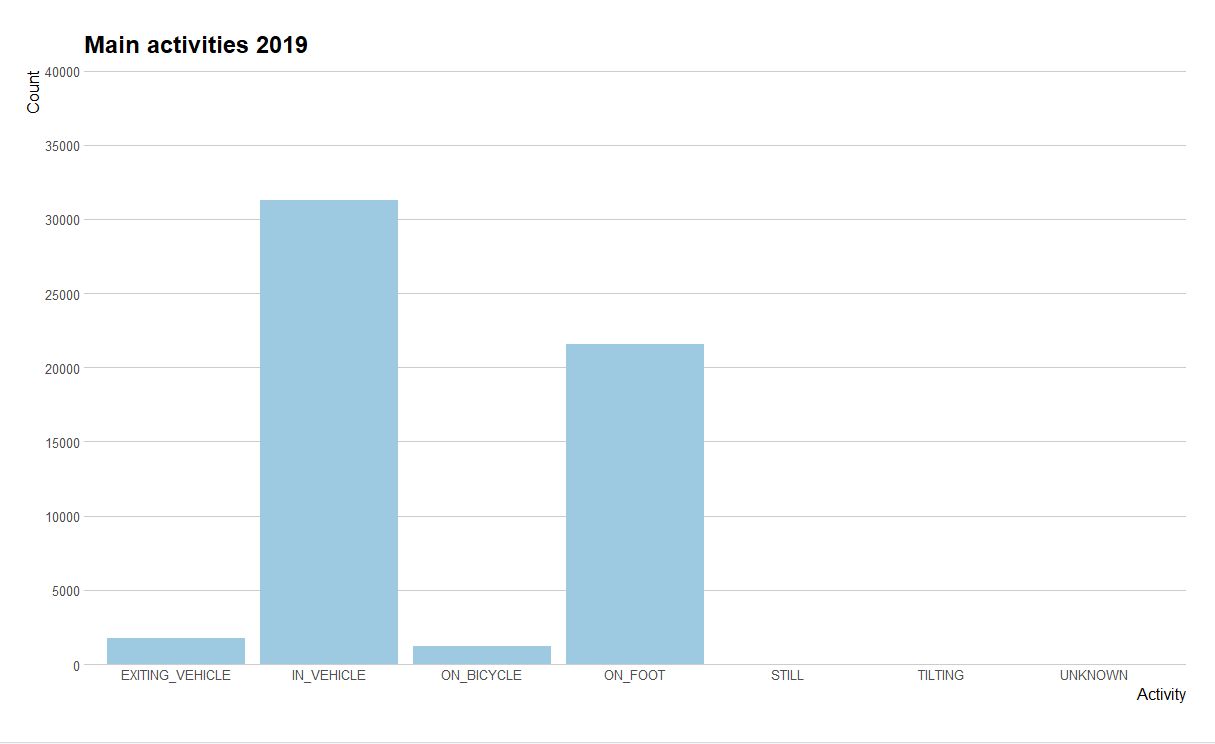 Main activities 2019
Count
40000
35000
30000
25000
20000
15000
10000
5000
0
EXITING_VEHICLE IN_VEHICLE ON_BICYCLE ON_FOOT STILL TILTING UNKNOWN
Activity